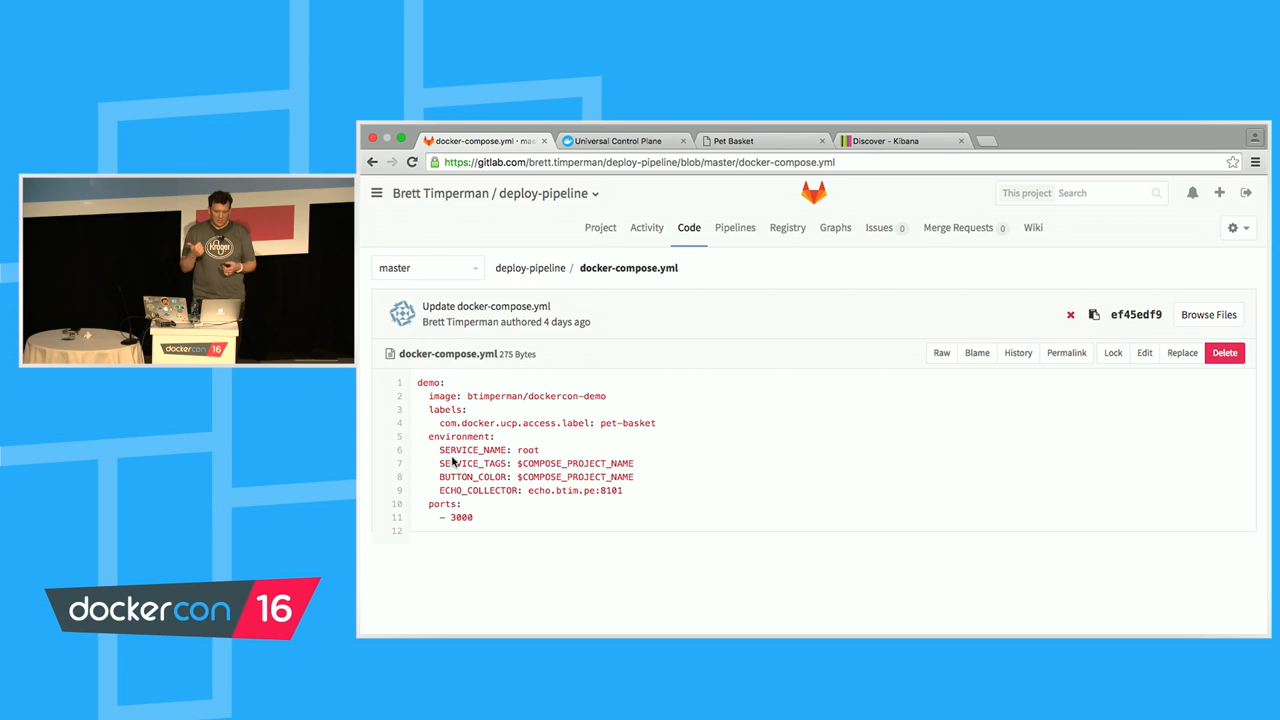 docker-compose.yml · mas
Universal Control Plane
Pet Basket
Discover - Kibana
https://gitlab.com/brett.timperman/deploy-pipeline/blob/master/docker-compose.yml
Brett Timperman / deploy-pipeline
This project Search
Project Activity Code Pipelines Registry Graphs Issues 0 Merge Requests 0 Wiki
master deploy-pipeline / docker-compose.yml
Update docker-compose.yml
Brett Timperman authored 4 days ago
ef45edf9 Browse Files
docker-compose.yml 275 Bytes
Raw Blame History Permalink Lock Edit Replace Delete
1 demo:
2 image: btimperman/dockercon-demo
3 labels:
4 com.docker.ucp.access.label: pet-basket
5 environment:
6 SERVICE_NAME: root
7 SERVICE_TAGS: $COMPOSE_PROJECT_NAME
8 BUTTON_COLOR: $COMPOSE_PROJECT_NAME
9 ECHO_COLLECTOR: echo.btim.pe:8101
10 ports:
11 - 3000
12
Kroger
dockercon 16
dockercon 16